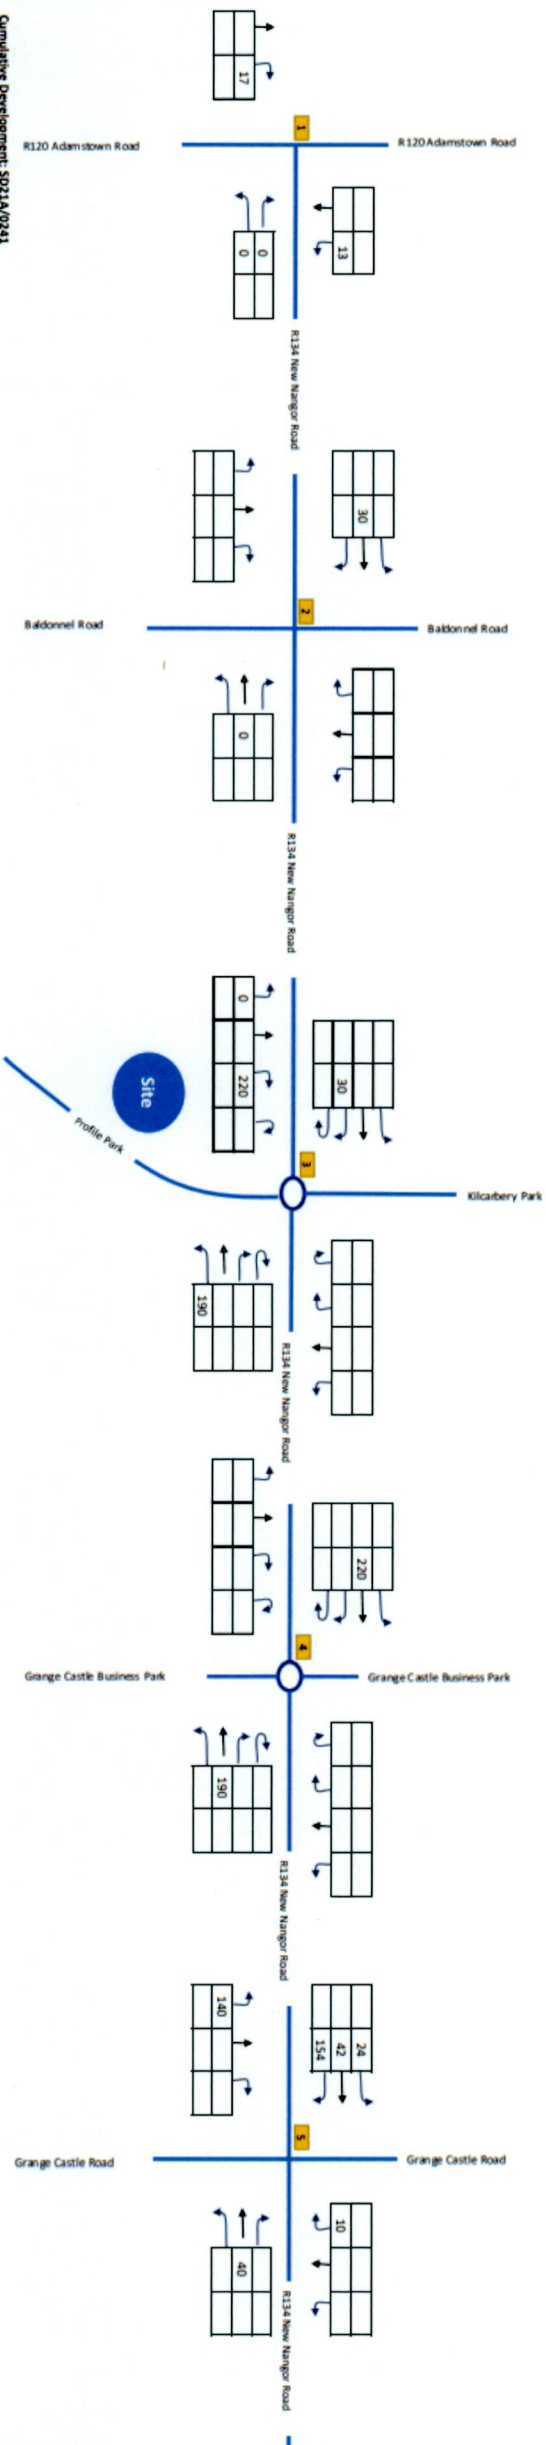 Cumulative Development: SD21A/0241
17
1
R120 Adamstown Road
R120 Adamstown Road
13
0
0
R134 New Nangor Road
30
2
Baldonnel Road
Baldonnel Road
0
R134 New Nangor Road
0
220
30
Site
Profile Park
3
Kilcarbery Park
190
R134 New Nangor Road
220
4
Grange Castle Business Park
Grange Castle Business Park
190
R134 New Nangor Road
140
24
42
154
5
Grange Castle Road
Grange Castle Road
10
40
R134 New Nangor Road